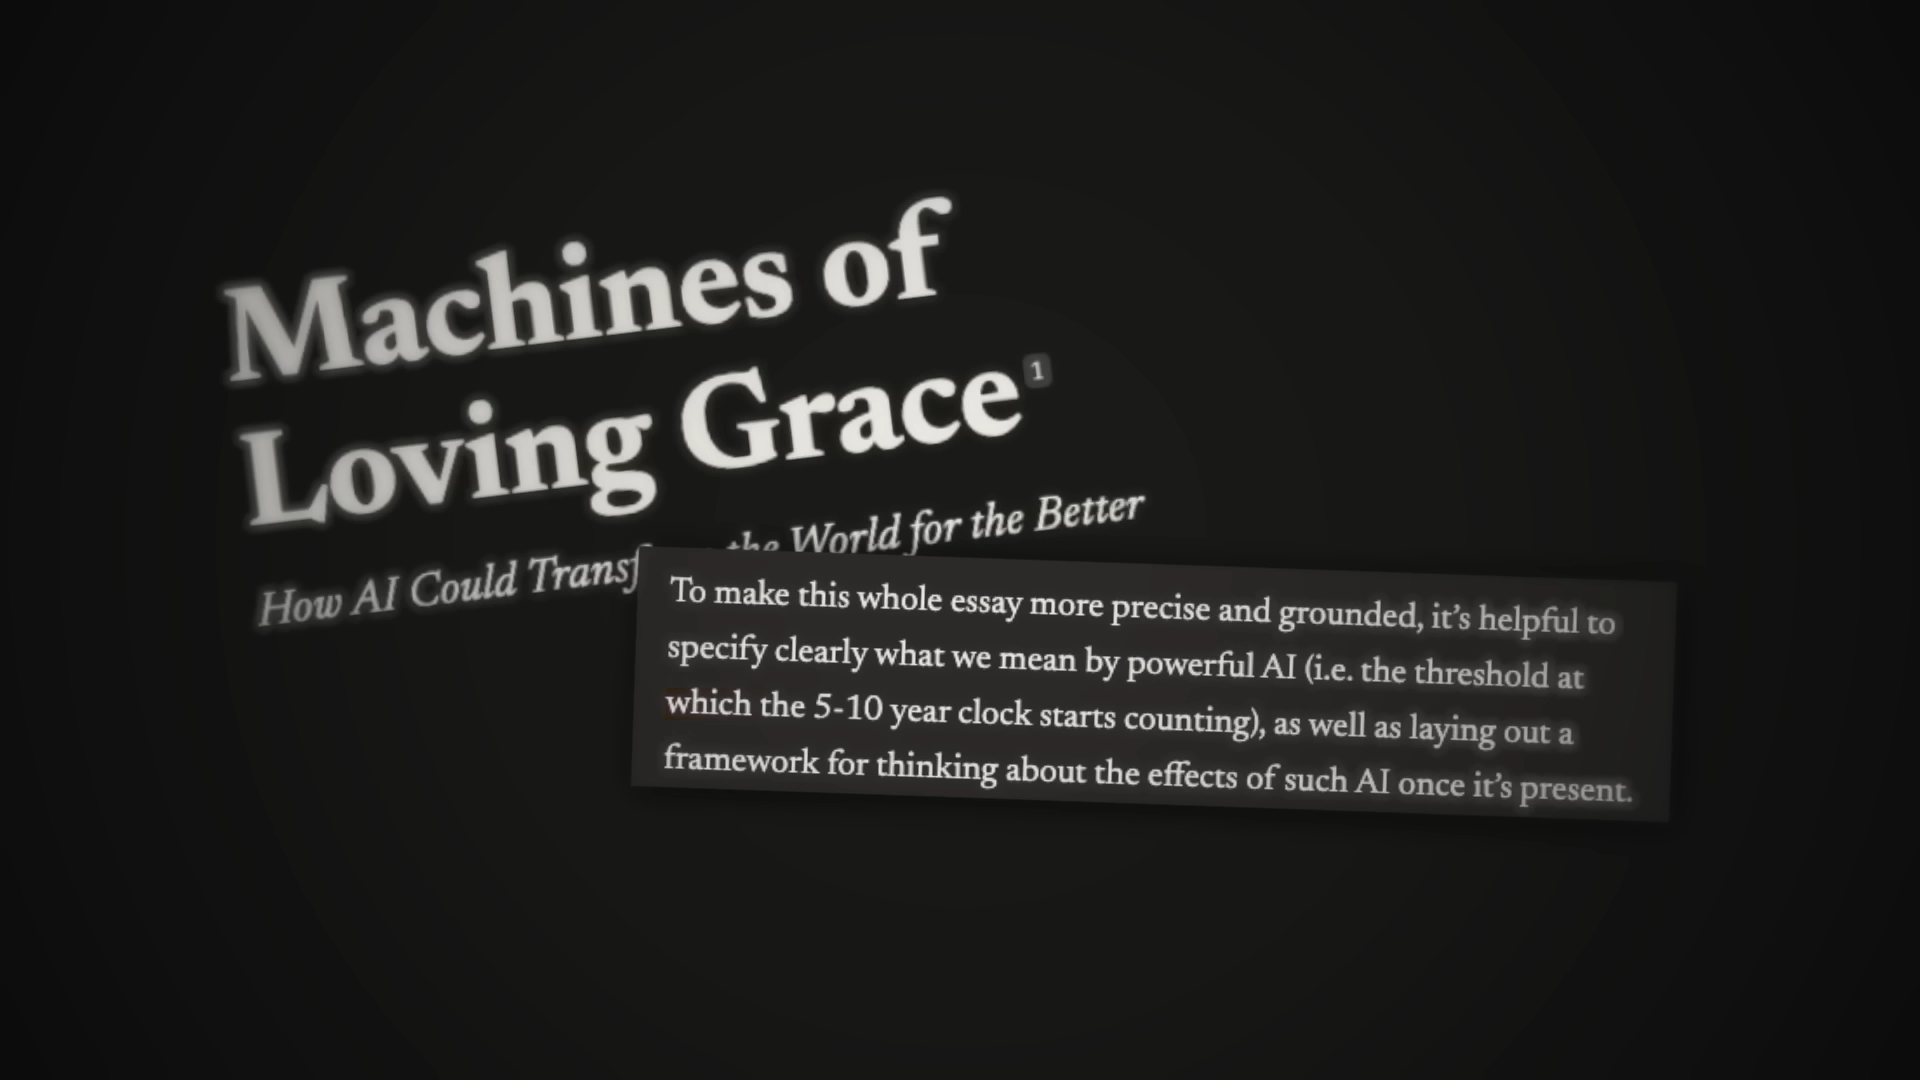 Machines of
Loving Grace 1
How AI Could Transf the World for the Better
To make this whole essay more precise and grounded, it’s helpful to
specify clearly what we mean by powerful AI (i.e. the threshold at
which the 5-10 year clock starts counting), as well as laying out a
framework for thinking about the effects of such AI once it’s present.